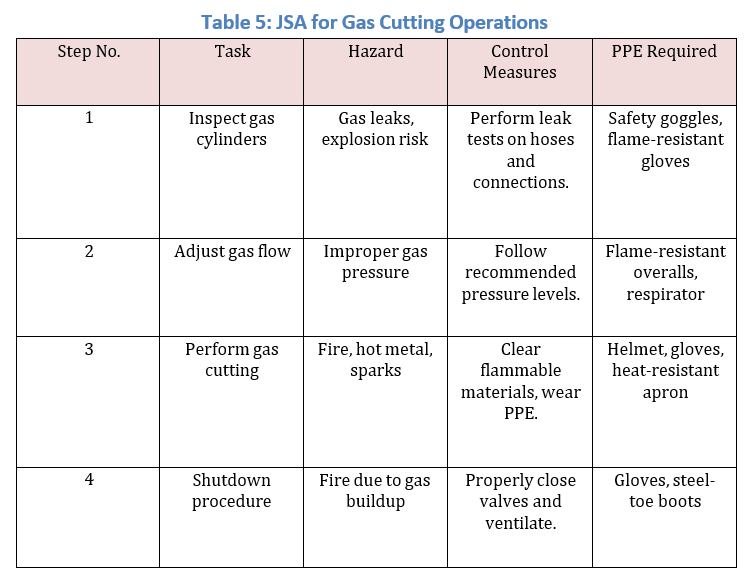 Table 5: JSA for Gas Cutting Operations
Step No.
Task
Hazard
Control
Measures
PPE Required
1
Inspect gas
cylinders
Gas leaks,
explosion risk
Perform leak
tests on hoses
and
connections.
Safety goggles,
flame-resistant
gloves
2
Adjust gas flow
Improper gas
pressure
Follow
recommended
pressure levels.
Flame-resistant
overalls,
respirator
3
Perform gas
cutting
Fire, hot metal,
sparks
Clear
flammable
materials, wear
PPE.
Helmet, gloves,
heat-resistant
apron
4
Shutdown
procedure
Fire due to gas
buildup
Properly close
valves and
ventilate.
Gloves, steel-
toe boots